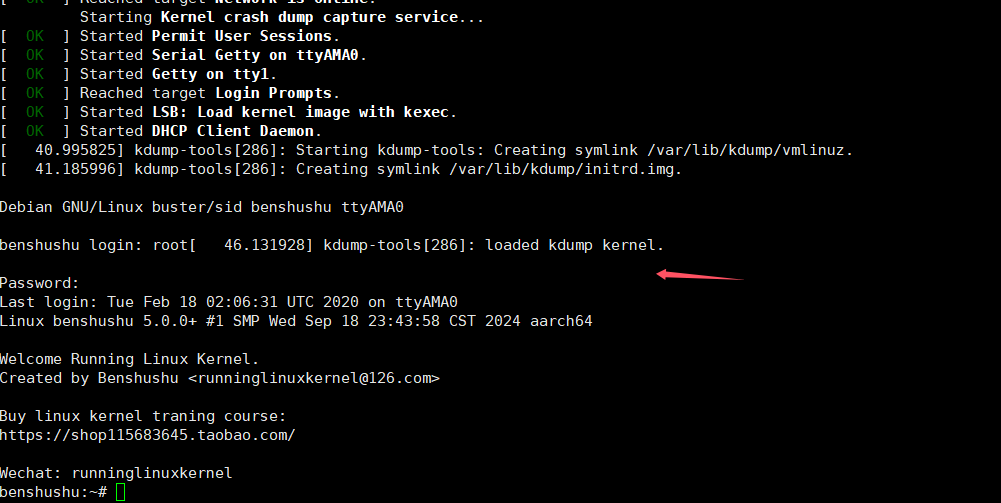 [  OK  ] Reached target Network is Online.
         Starting Kernel crash dump capture service...
[  OK  ] Started Permit User Sessions.
[  OK  ] Started Serial Getty on ttyAMA0.
[  OK  ] Started Getty on tty1.
[  OK  ] Reached target Login Prompts.
[  OK  ] Started LSB: Load kernel image with kexec.
[  OK  ] Started DHCP Client Daemon.
[   40.995825] kdump-tools[286]: Starting kdump-tools: Creating symlink /var/lib/kdump/vmlinuz.
[   41.185996] kdump-tools[286]: Creating symlink /var/lib/kdump/initrd.img.
Debian GNU/Linux buster/sid benshushu ttyAMA0
benshushu login: root[   46.131928] kdump-tools[286]: loaded kdump kernel.
Password:
Last login: Tue Feb 18 02:06:31 UTC 2020 on ttyAMA0
Linux benshushu 5.0.0+ #1 SMP Wed Sep 18 23:43:58 CST 2024 aarch64
Welcome Running Linux Kernel.
Created by Benshushu <runninglinuxkernel@126.com>
Buy linux kernel traning course:
https://shop115683645.taobao.com/
Wechat: runninglinuxkernel
benshushu:~#